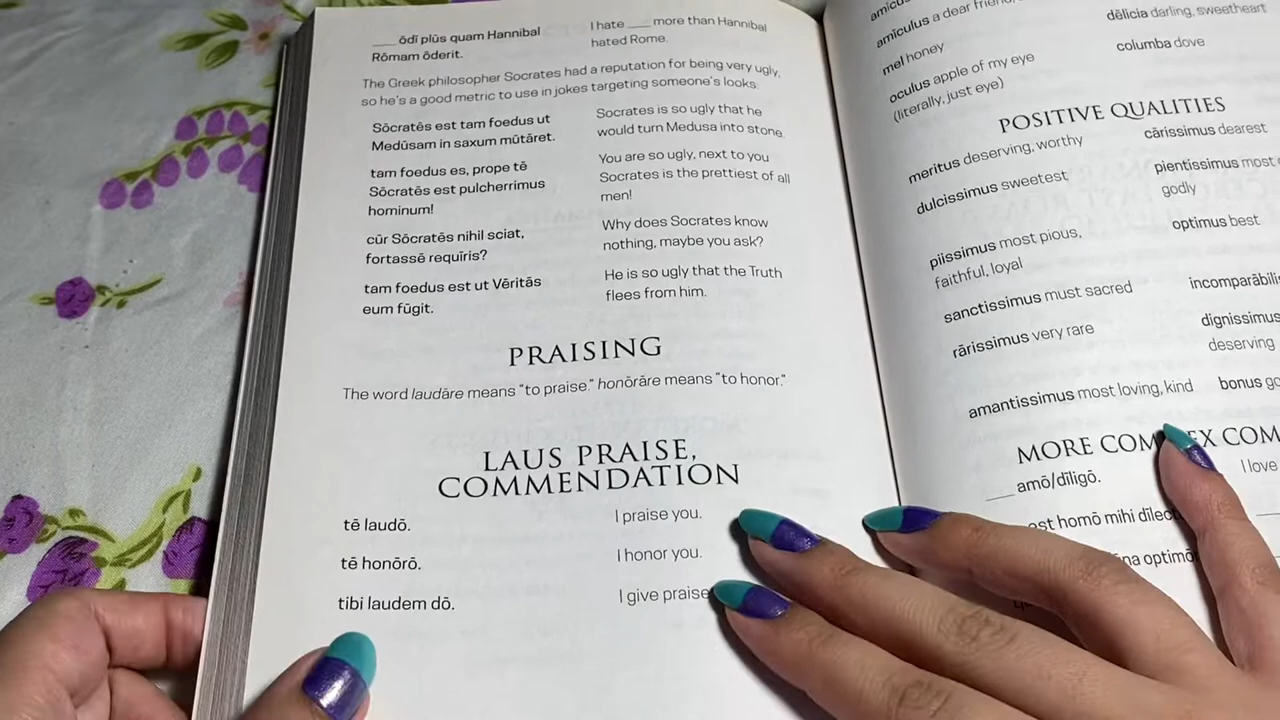 ___ ōdī plūs quam Hannibal
Rōmam ōderit.
I hate ___ more than Hannibal
hated Rome.
The Greek philosopher Socrates had a reputation for being very ugly,
so he's a good metric to use in jokes targeting someone's looks:
Sōcratēs est tam foedus ut
Medūsam in saxum mūtāret.
Socrates is so ugly that he
would turn Medusa into stone.
tam foedus es, prope tē
Sōcratēs est pulcherrimus
hominum!
You are so ugly, next to you
Socrates is the prettiest of all
men!
cūr Sōcratēs nihil sciat,
fortassē requīris?
Why does Socrates know
nothing, maybe you ask?
tam foedus est ut Vēritās
eum fūgit.
He is so ugly that the Truth
flees from him.
PRAISING
The word laudāre means "to praise." honōrāre means "to honor."
LAUS PRAISE,
COMMENDATION
tē laudō.
I praise you.
tē honōrō.
I honor you.
tibi laudem dō.
I give praise
amīculus a dear
mel honey
oculus apple of my eye
(literally, just eye)
dēlicia darling, sweetheart
columba dove
POSITIVE QUALITIES
meritus deserving, worthy
cārissimus dearest
dulcissimus sweetest
pientissimus most
godly
piissimus most pious,
faithful, loyal
optimus best
sanctissimus must sacred
rārissimus very rare
dignissimus
deserving
amantissimus most loving, kind
bonus
MORE
___ amō/dīligō.
I love
homō mihi